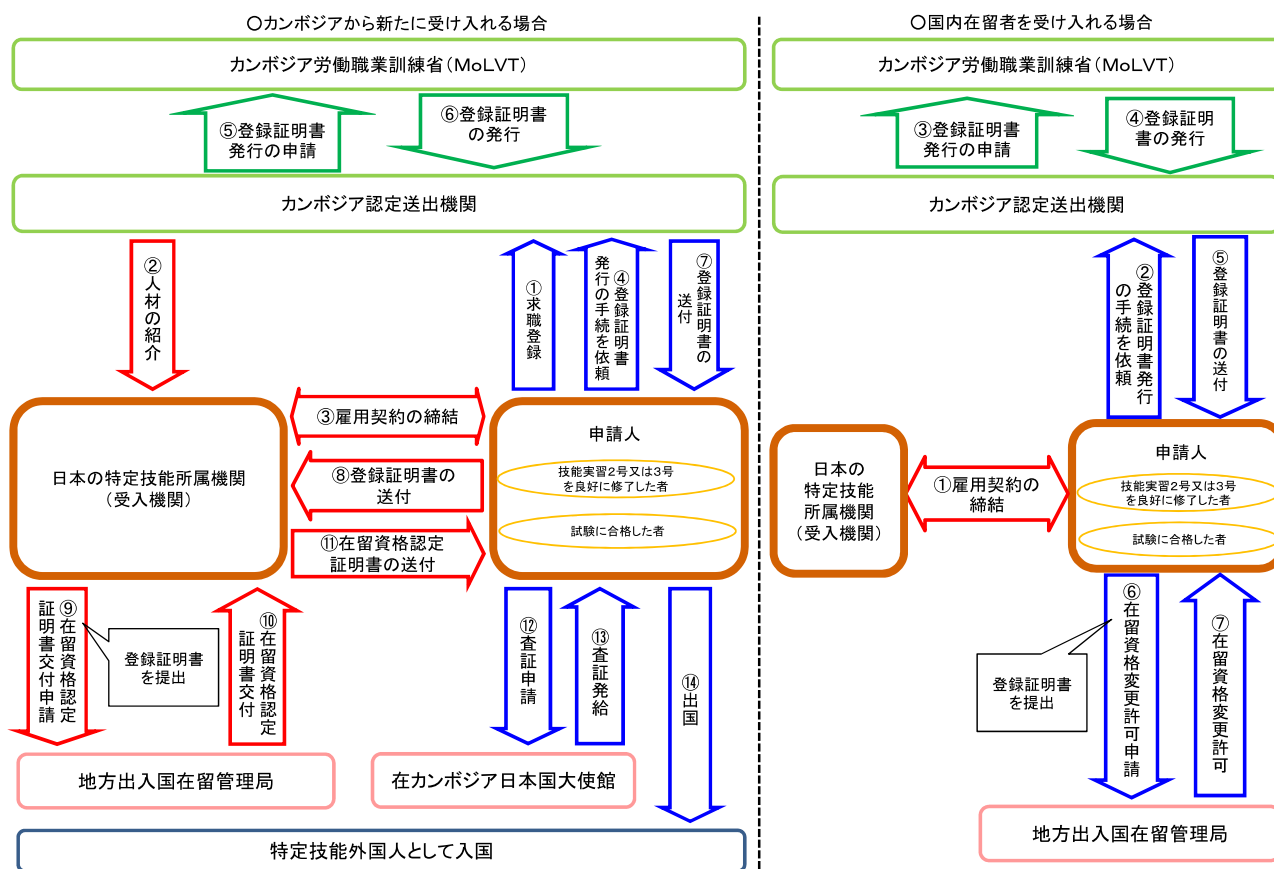 ○カンボジアから新たに受け入れる場合
カンボジア労働職業訓練省(MoLVT)
⑤登録証明書
発行の申請
⑥登録証明書
の発行
カンボジア認定送出機関
②人材の紹介
①求職登録
④登録証明書
発行の手続を依頼
⑦登録証明書の
送付
日本の特定技能所属機関
(受入機関)
③雇用契約の締結
⑧登録証明書の
送付
⑪在留資格認定
証明書の送付
申請人
技能実習2号又は3号
を良好に修了した者
試験に合格した者
⑨在留資格認定
証明書交付申請
登録証明書
を提出
⑩在留資格認定
証明書交付
⑫査証申請
⑬査証発給
⑭出国
地方出入国在留管理局
在カンボジア日本国大使館
特定技能外国人として入国
○国内在留者を受け入れる場合
カンボジア労働職業訓練省(MoLVT)
③登録証明書
発行の申請
④登録証明
書の発行
カンボジア認定送出機関
②登録証明書発行
の手続を依頼
⑤登録証明書の送付
日本の
特定技能
所属機関
(受入機関)
①雇用契約の
締結
申請人
技能実習2号又は3号
を良好に修了した者
試験に合格した者
登録証明書
を提出
⑥在留資格変更許可申請
⑦在留資格変更許可
地方出入国在留管理局